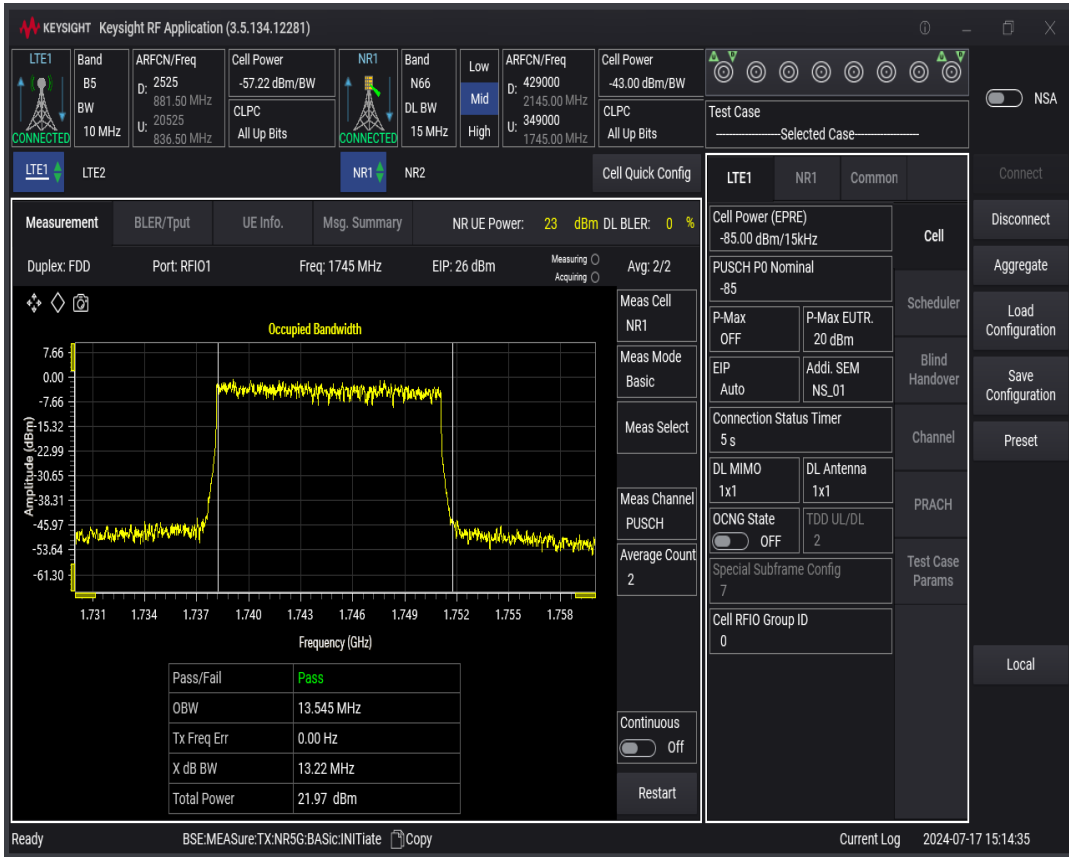 KEYSIGHT Keysight RF Application (3.5.134.12281)
LTE1
CONNECTED
Band
B5
BW
10 MHz
ARFCN/Freq
D: 2525
881.50 MHz
U: 20525
836.50 MHz
Cell Power
-57.22 dBm/BW
CLPC
All Up Bits
NR1
CONNECTED
Band
N66
DL BW
15 MHz
Low
Mid
High
ARFCN/Freq
D: 429000
2145.00 MHz
U: 349000
1745.00 MHz
Cell Power
-43.00 dBm/BW
CLPC
All Up Bits
Test Case
----------------Selected Case----------------
NSA
LTE1 LTE2 NR1 NR2 Cell Quick Config
LTE1 NR1 Common
Connect
Disconnect
Aggregate
Load
Configuration
Save
Configuration
Preset
Local
Measurement BLER/Tput UE Info. Msg. Summary NR UE Power: 23 dBm DL BLER: 0 %
Duplex: FDD Port: RFIO1 Freq: 1745 MHz EIP: 26 dBm Measuring Acquiring Avg: 2/2
Occupied Bandwidth
7.66
0.00
-7.66
-15.32
-22.99
-30.65
-38.31
-45.97
-53.64
-61.30
Amplitude (dBm)
1.731 1.734 1.737 1.740 1.743 1.746 1.749 1.752 1.755 1.758
Frequency (GHz)
Pass/Fail Pass
OBW 13.545 MHz
Tx Freq Err 0.00 Hz
X dB BW 13.22 MHz
Total Power 21.97 dBm
Meas Cell
NR1
Meas Mode
Basic
Meas Select
Meas Channel
PUSCH
Average Count
2
Continuous
Off
Restart
Cell Power (EPRE)
-85.00 dBm/15kHz
PUSCH P0 Nominal
-85
P-Max
OFF
P-Max EUTR.
20 dBm
EIP
Auto
Addi. SEM
NS_01
Connection Status Timer
5 s
DL MIMO
1x1
DL Antenna
1x1
OCNG State
OFF
TDD UL/DL
2
Special Subframe Config
7
Cell RFIO Group ID
0
Cell
Scheduler
Blind
Handover
Channel
PRACH
Test Case
Params
Ready BSE:MEASure:TX:NR5G:BASic:INITiate Copy Current Log 2024-07-17 15:14:35